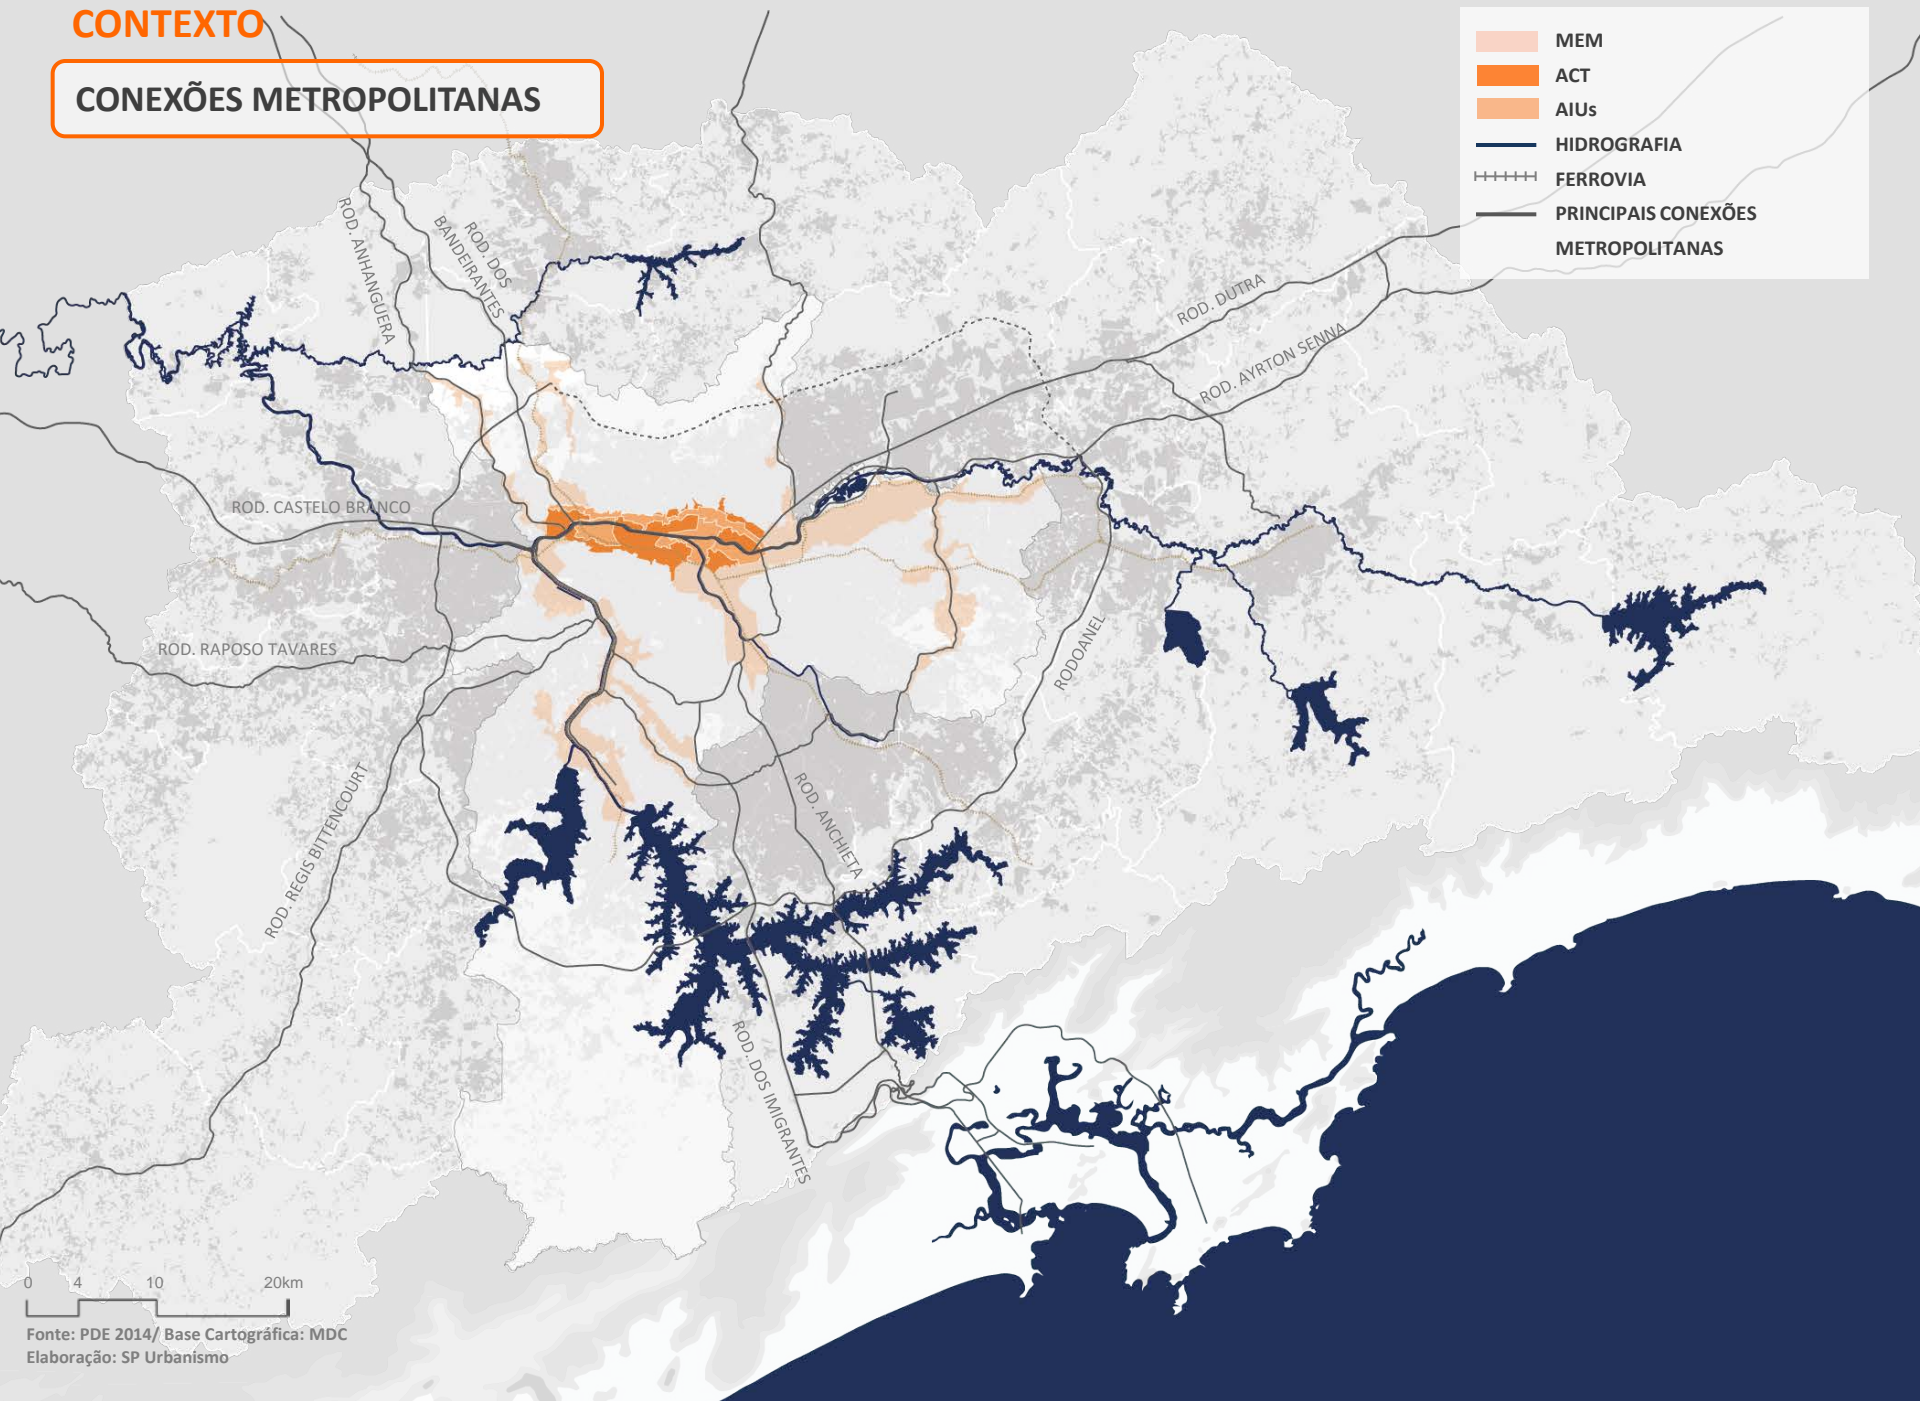 CONTEXTO
CONEXÕES METROPOLITANAS
MEM
ACT
AIUs
HIDROGRAFIA
FERROVIA
PRINCIPAIS CONEXÕES
METROPOLITANAS
ROD. ANHANGUERA
ROD. DOS
BANDEIRANTES
ROD. DUTRA
ROD. AYRTON SENNA
ROD. CASTELO BRANCO
ROD. RAPOSO TAVARES
RODOANEL
ROD. REGIS BITTENCOURT
ROD. ANCHIETA
ROD. DOS IMIGRANTES
0 4 10 20km
Fonte: PDE 2014/ Base Cartográfica: MDC
Elaboração: SP Urbanismo